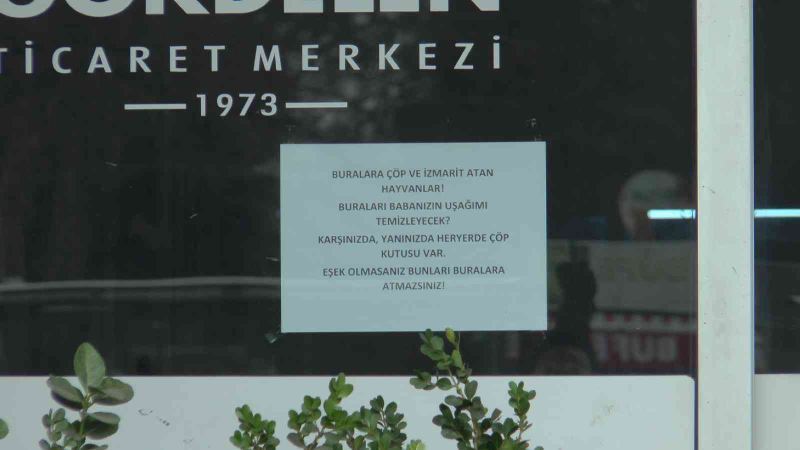 TİCARET MERKEZİ
1973
BURALARA ÇÖP VE İZMARİT ATAN
HAYVANLAR!
BURALARI BABANIZIN UŞAĞIMI
TEMİZLEYECEK?
KARŞINIZDA, YANINIZDA HERYERDE ÇÖP
KUTUSU VAR.
EŞEK OLMASANIZ BUNLARI BURALARA
ATMAZSINIZ!